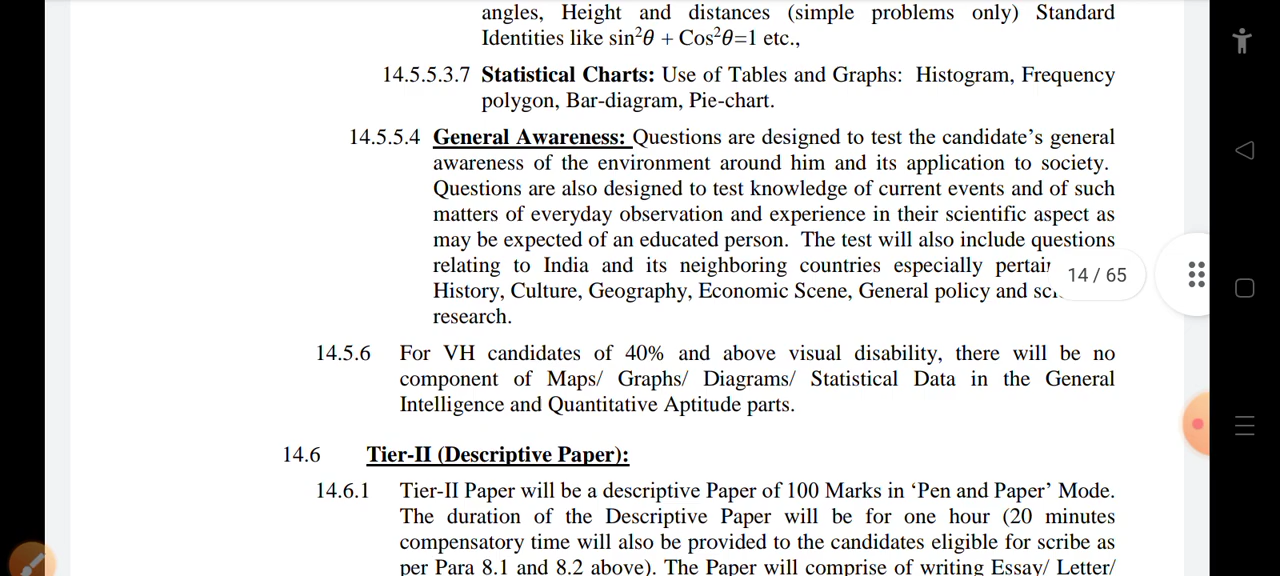 angles, Height and distances (simple problems only) Standard
Identities like sin²θ + Cos²θ=1 etc.,
14.5.5.3.7 Statistical Charts: Use of Tables and Graphs: Histogram, Frequency
polygon, Bar-diagram, Pie-chart.
14.5.5.4 General Awareness: Questions are designed to test the candidate’s general
awareness of the environment around him and its application to society.
Questions are also designed to test knowledge of current events and of such
matters of everyday observation and experience in their scientific aspect as
may be expected of an educated person. The test will also include questions
relating to India and its neighboring countries especially
14 / 65
History, Culture, Geography, Economic Scene, General policy and
research.
14.5.6 For VH candidates of 40% and above visual disability, there will be no
component of Maps/ Graphs/ Diagrams/ Statistical Data in the General
Intelligence and Quantitative Aptitude parts.
14.6 Tier-II (Descriptive Paper):
14.6.1 Tier-II Paper will be a descriptive Paper of 100 Marks in ‘Pen and Paper’ Mode.
The duration of the Descriptive Paper will be for one hour (20 minutes
compensatory time will also be provided to the candidates eligible for scribe as
per Para 8.1 and 8.2 above). The Paper will comprise of writing Essay/ Letter/